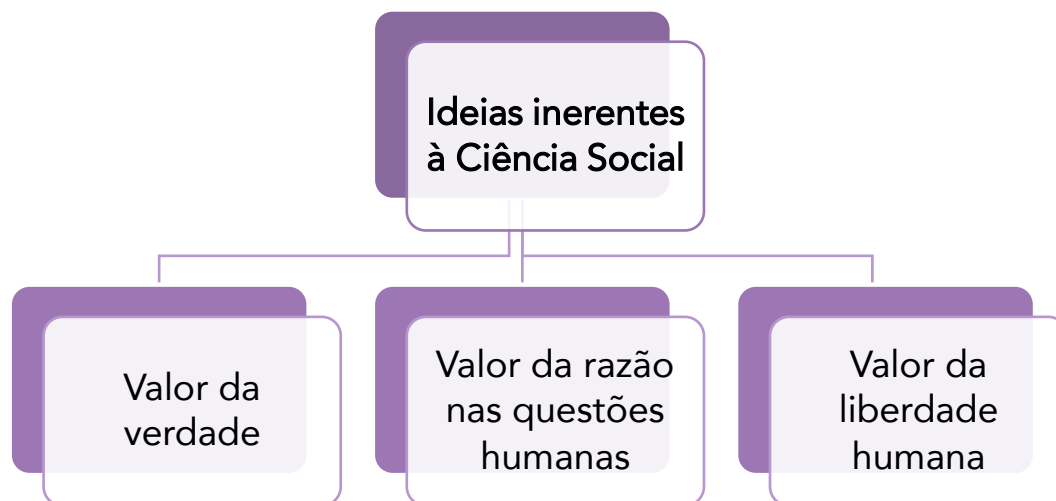 Ideias inerentes
à Ciência Social
Valor da
verdade
Valor da razão
nas questões
humanas
Valor da
liberdade
humana